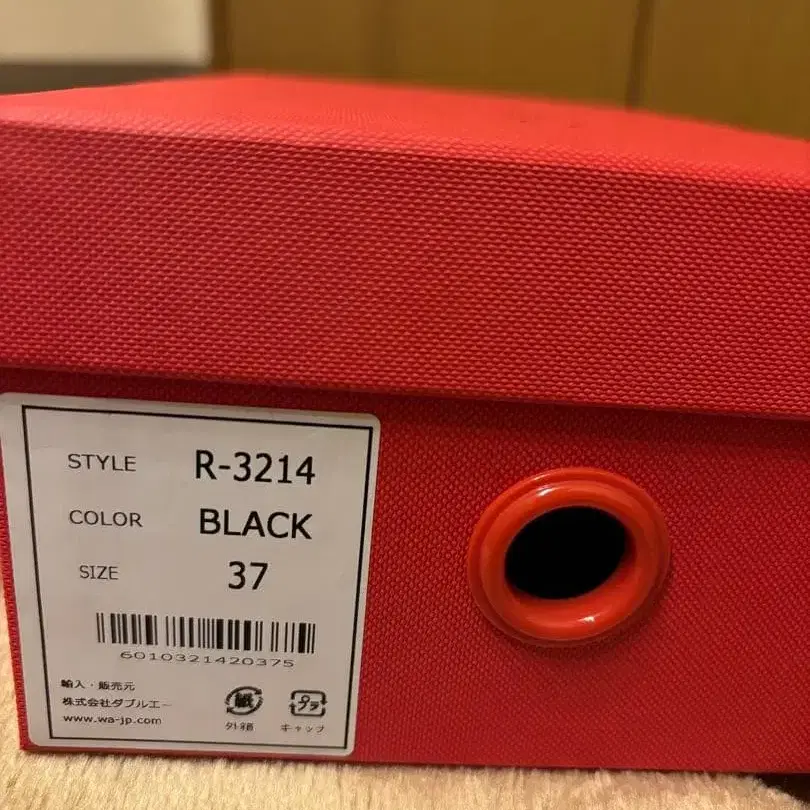 STYLE R-3214
COLOR BLACK
SIZE 37
6010321420375
輸入・販売元
株式会社ダブルエー
www.wa-jp.com
紙 プラ
外箱 キャップ